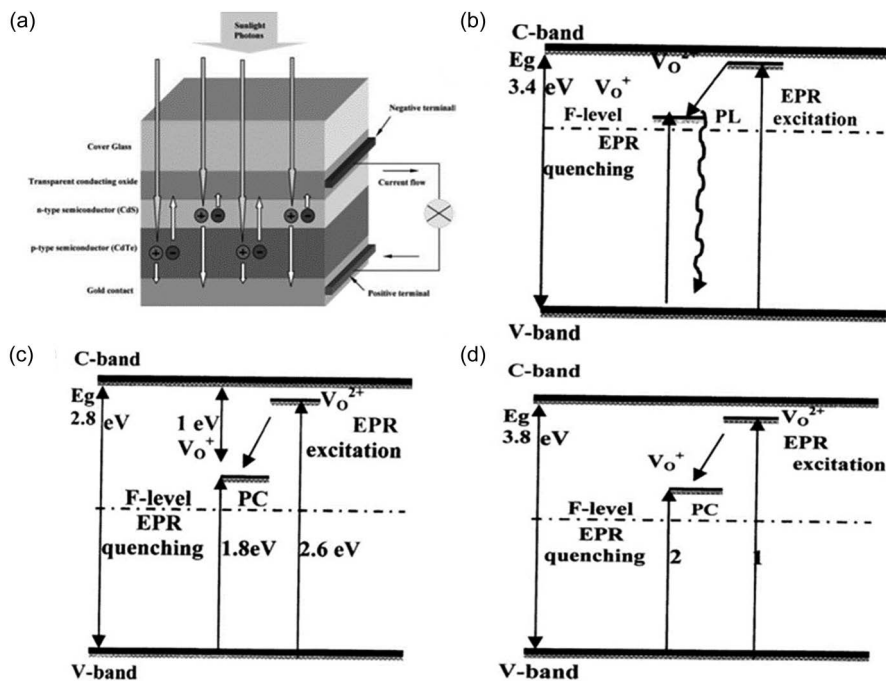 (a)
Sunlight
Photons
Negative terminall
Cover Glass
Transparent conducting oxide
Current flow
n-type semiconductor (CdS)
p-type semiconductor (CdTe)
Gold contact
Positive terminal
(b)
C-band
Eg
3.4 eV
VO+
VO2+
F-level
PL
EPR
excitation
EPR
quenching
V-band
(c)
C-band
Eg
2.8 eV
1 eV
VO+
VO2+
EPR
excitation
F-level
PC
EPR
quenching
1.8eV
2.6 eV
V-band
(d)
C-band
Eg
3.8 eV
VO+
VO2+
EPR
excitation
F-level
PC
EPR
quenching
2
1
V-band